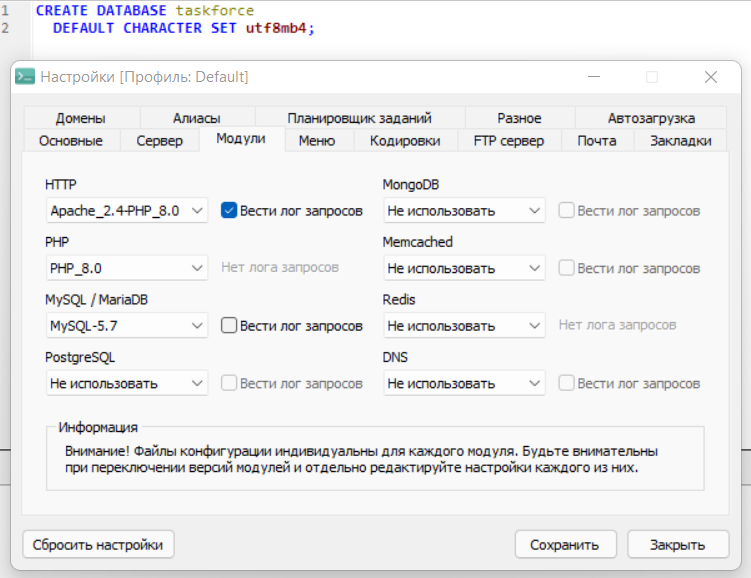 1 CREATE DATABASE taskforce
2 DEFAULT CHARACTER SET utf8mb4;
Настройки [Профиль: Default]
Домены Алиасы Планировщик заданий Разное Автозагрузка
Основные Сервер Модули Меню Кодировки FTP сервер Почта Закладки
HTTP MongoDB
Apache_2.4-PHP_8.0 Вести лог запросов Не использовать Вести лог запросов
PHP Memcached
PHP_8.0 Нет лога запросов Не использовать Вести лог запросов
MySQL / MariaDB Redis
MySQL-5.7 Вести лог запросов Не использовать Нет лога запросов
PostgreSQL DNS
Не использовать Вести лог запросов Не использовать Вести лог запросов
Информация
Внимание! Файлы конфигурации индивидуальны для каждого модуля. Будьте внимательны
при переключении версий модулей и отдельно редактируйте настройки каждого из них.
Сбросить настройки Сохранить Закрыть